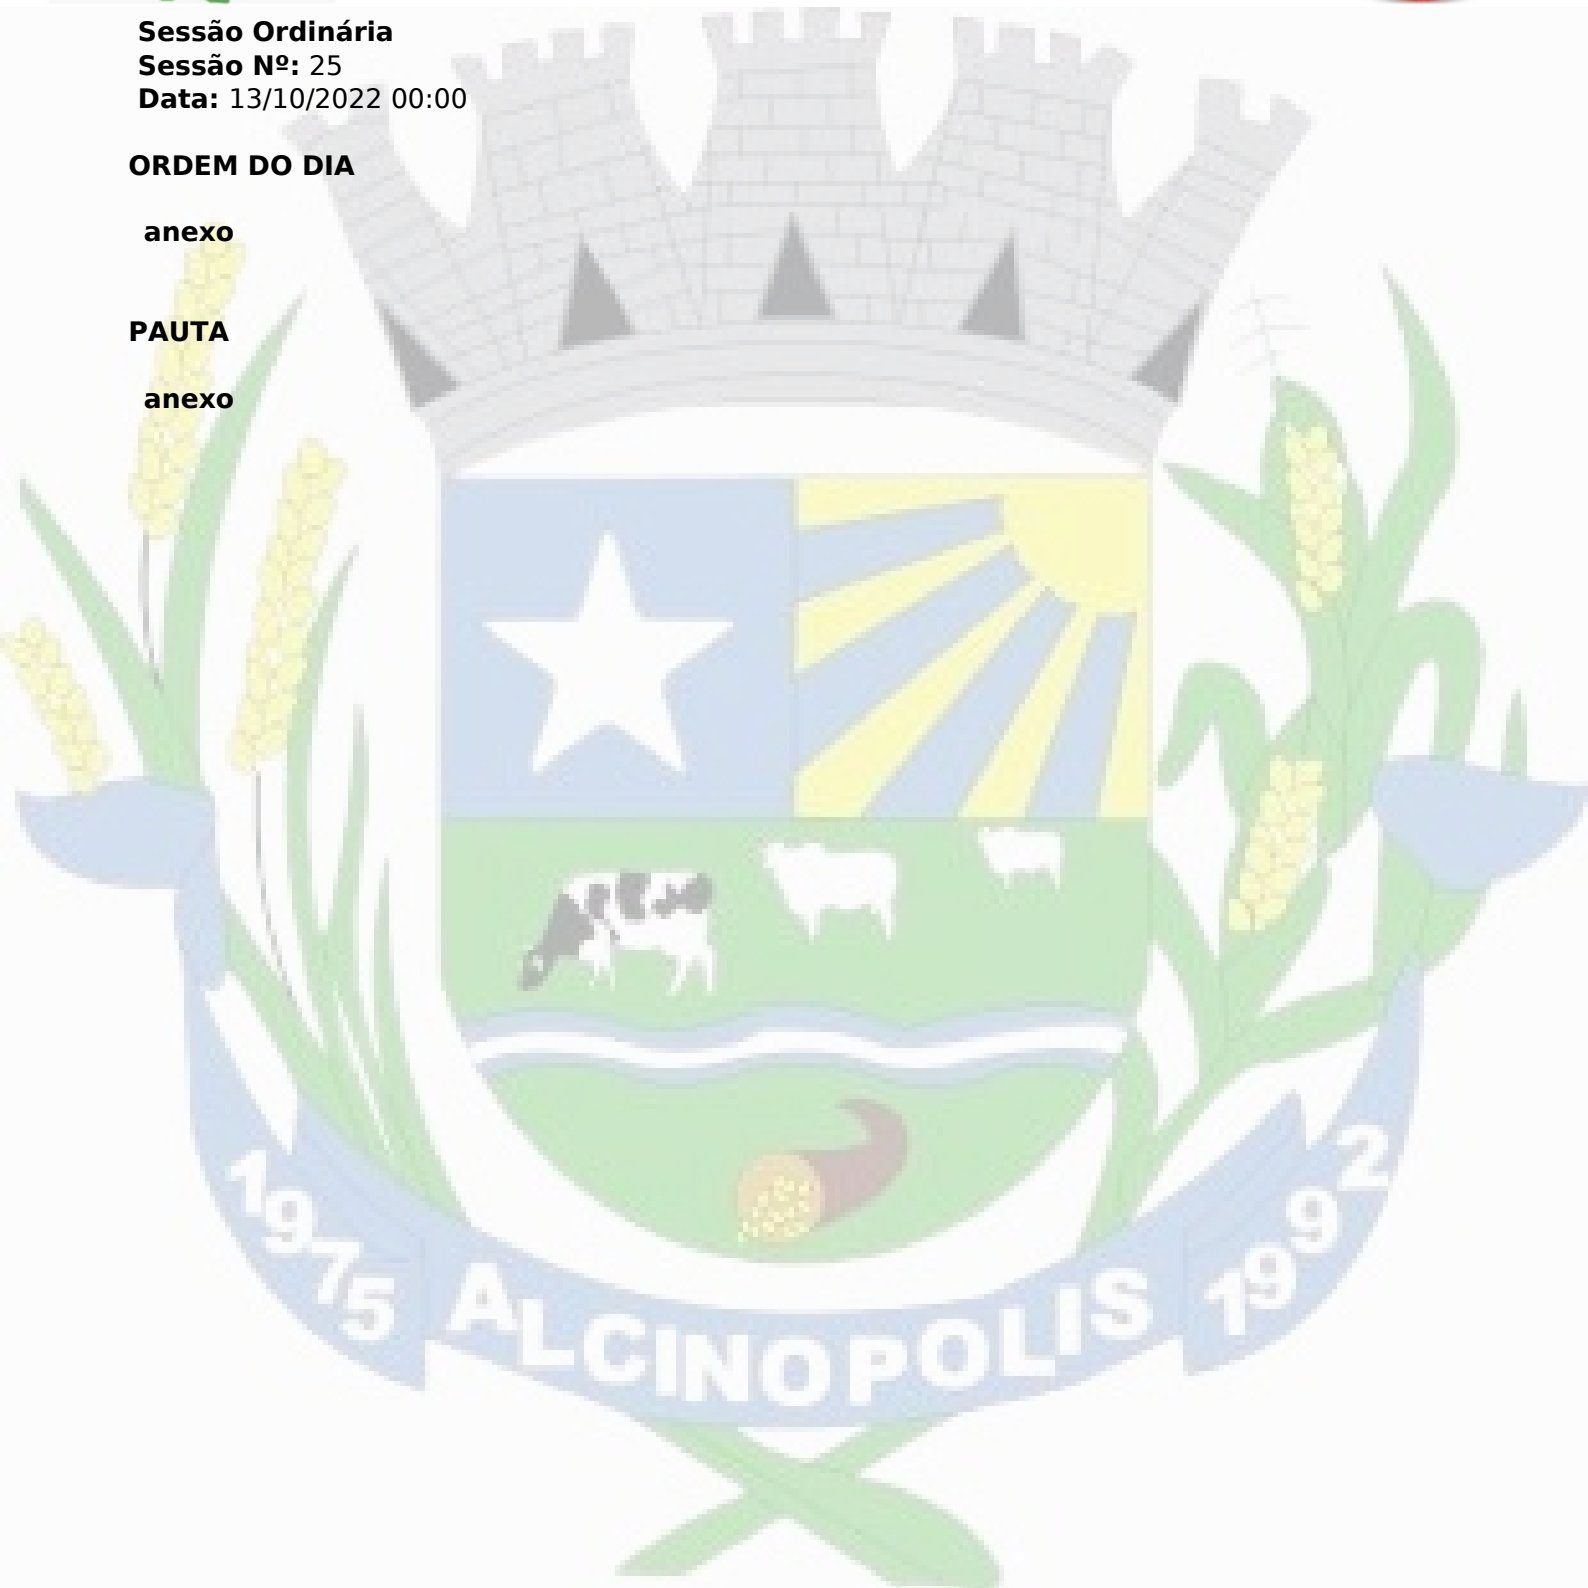 Sessão Ordinária
Sessão Nº: 25
Data: 13/10/2022 00:00
ORDEM DO DIA
anexo
PAUTA
anexo
1975 ALCINOPOLIS 1992